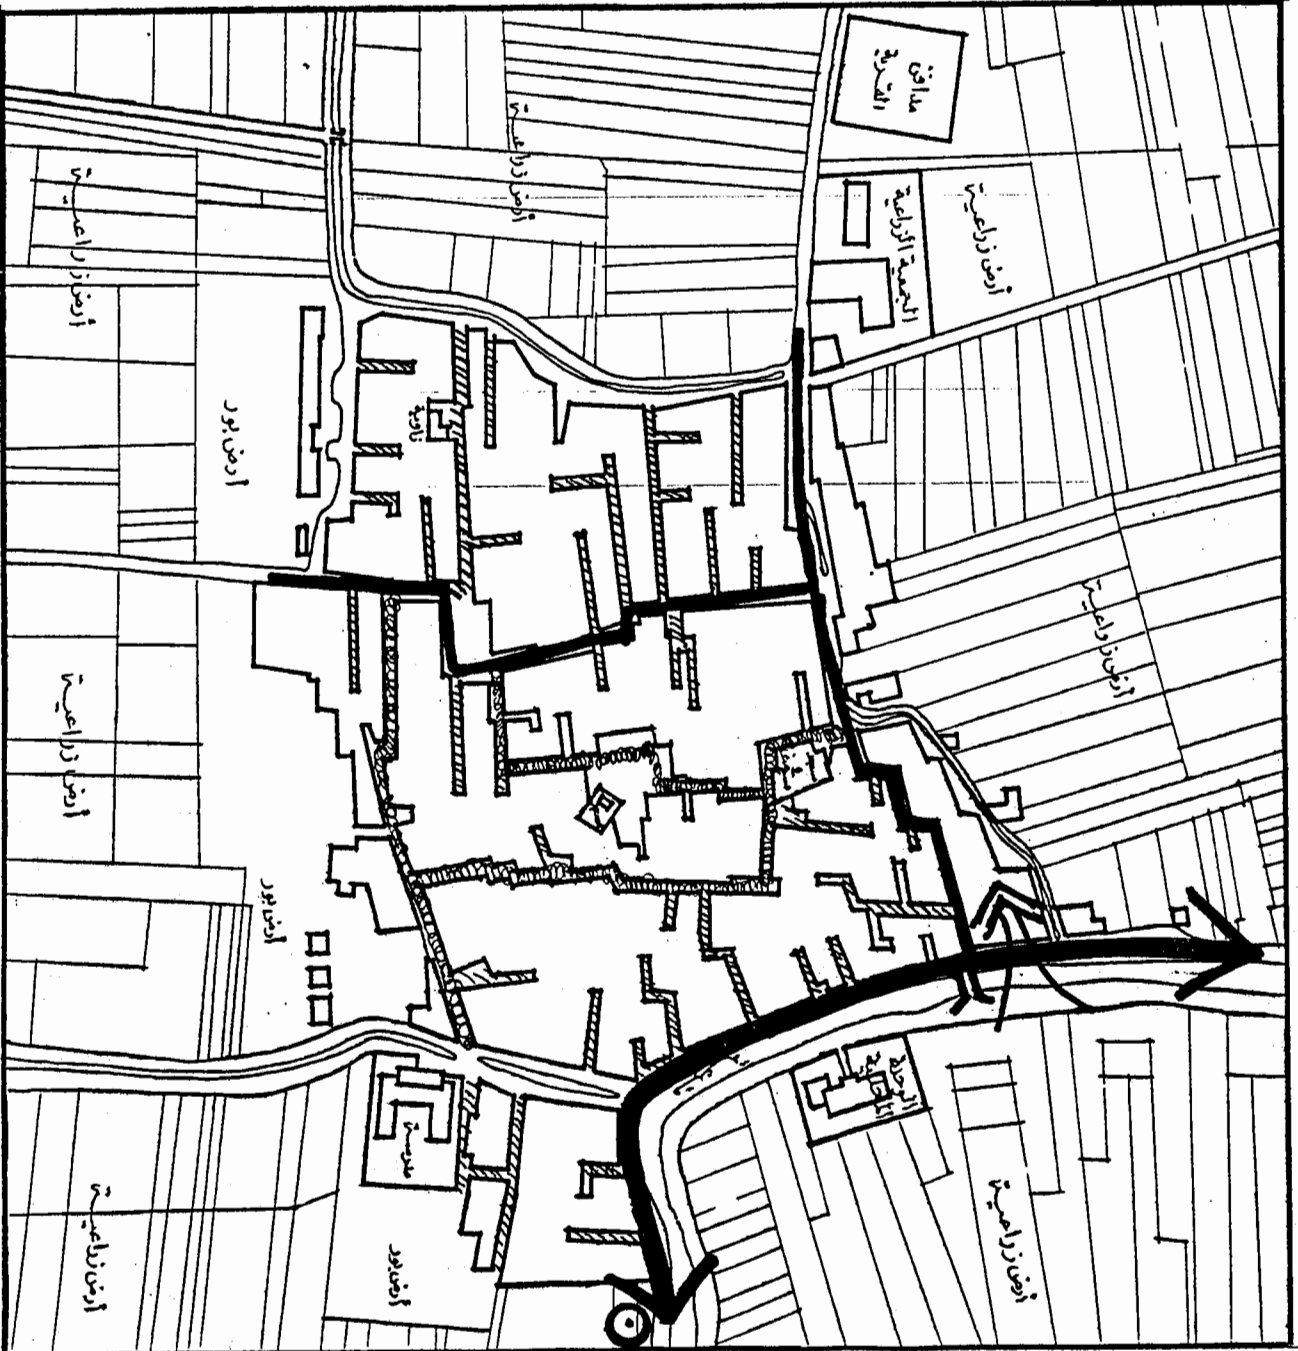 مدافن
القرية
أرض زراعية
أرض زراعية
أرض زراعية
الجمعية الزراعية
زاوية
أرض بور
أرض زراعية
أرض زراعية
أرض بور
الوحدة
مدرسة
أرض زراعية
أرض بور
أرض زراعية